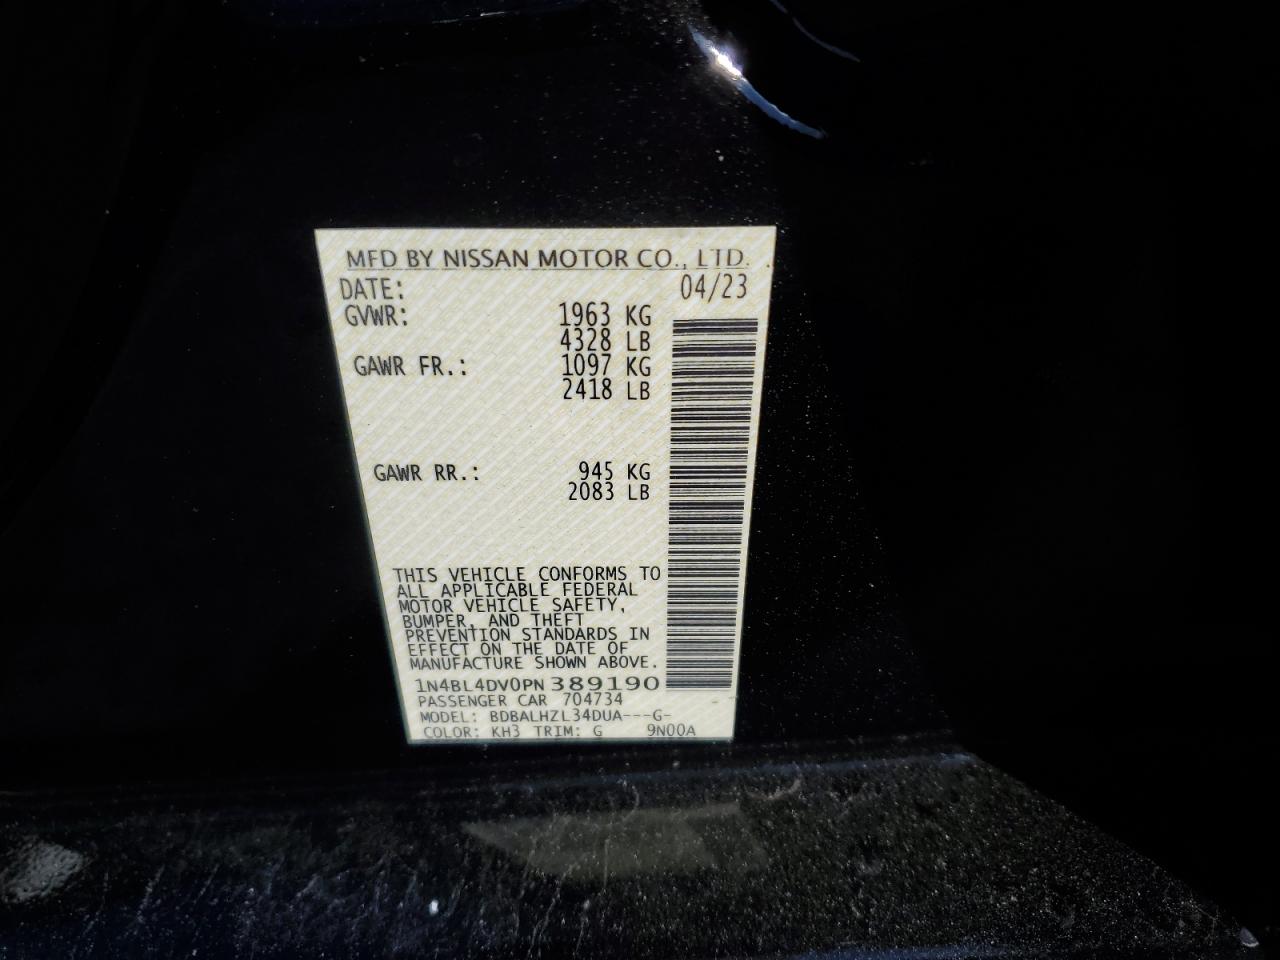 MFD BY NISSAN MOTOR CO., LTD.
DATE: 04/23
GVWR: 1963 KG
4328 LB
GAWR FR.: 1097 KG
2418 LB
GAWR RR.: 945 KG
2083 LB
THIS VEHICLE CONFORMS TO
ALL APPLICABLE FEDERAL
MOTOR VEHICLE SAFETY,
BUMPER, AND THEFT
PREVENTION STANDARDS IN
EFFECT ON THE DATE OF
MANUFACTURE SHOWN ABOVE.
1N4BL4DV0PN389190
PASSENGER CAR 704734
MODEL: BDBALHZL34DUA---G-
COLOR: KH3 TRIM: G 9N00A